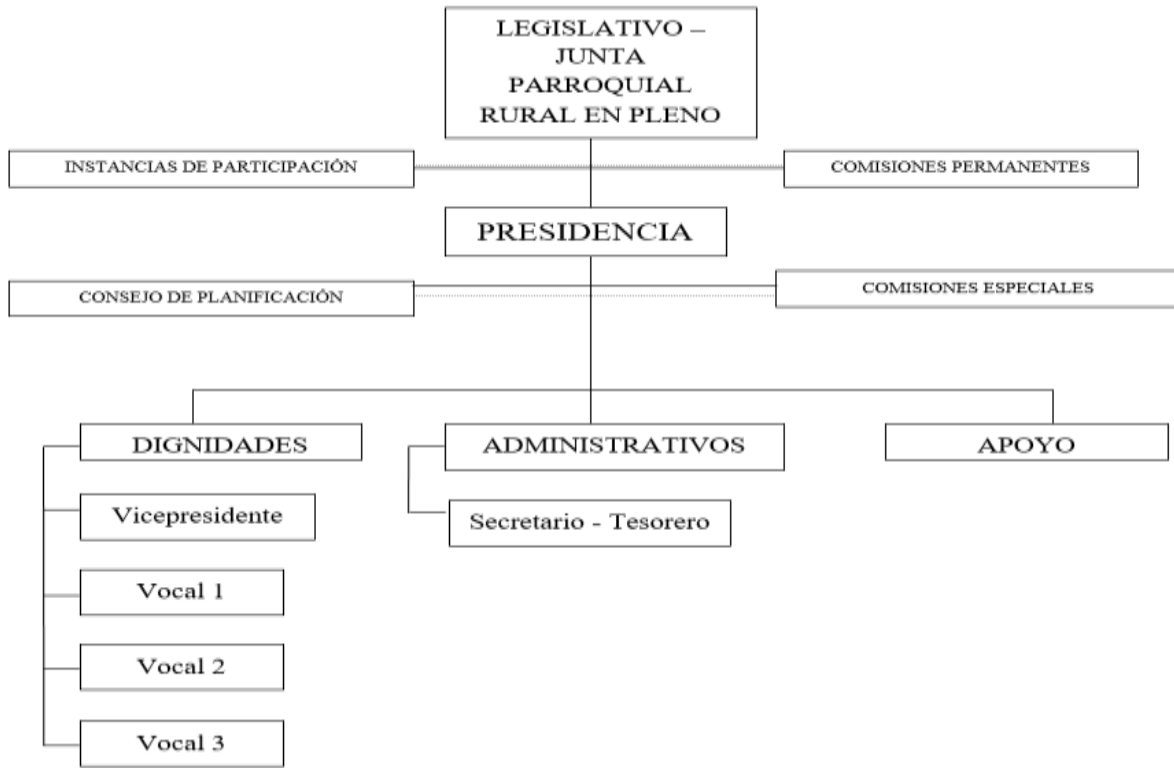 LEGISLATIVO –
JUNTA
PARROQUIAL
RURAL EN PLENO
INSTANCIAS DE PARTICIPACIÓN
COMISIONES PERMANENTES
PRESIDENCIA
CONSEJO DE PLANIFICACIÓN
COMISIONES ESPECIALES
DIGNIDADES
ADMINISTRATIVOS
APOYO
Vicepresidente
Secretario - Tesorero
Vocal 1
Vocal 2
Vocal 3